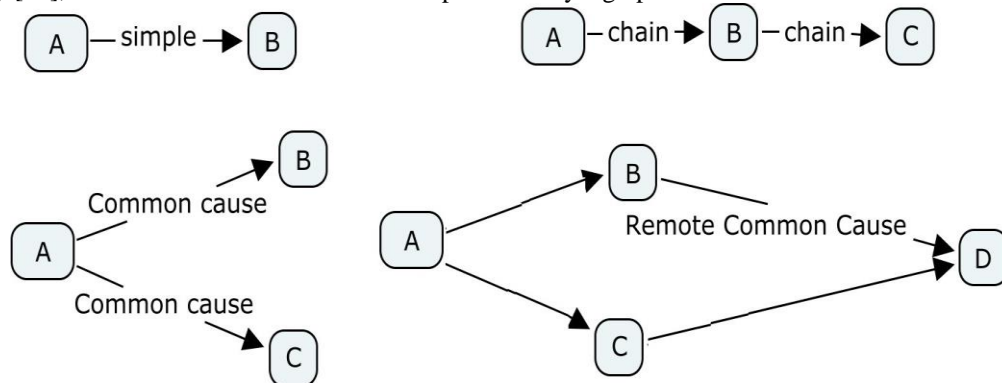 A simple B
A chain B chain C
B
Common cause
A
Common cause
C
B
Remote Common Cause
A
D
C